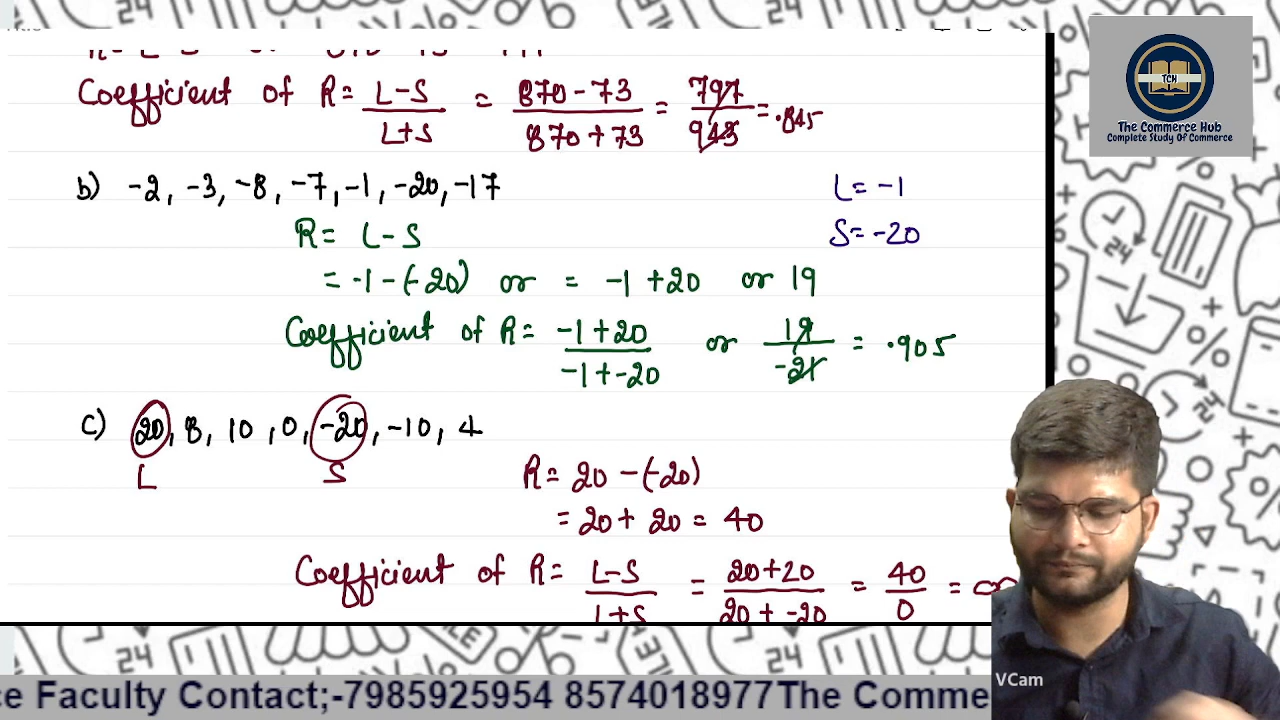 Coefficient of R = L-S / L+S = 870-73 / 870+73 = 797 / 943 = .845
b) -2, -3, -8, -7, -1, -20, -17
L = -1
S = -20
R = L-S
= -1-(-20) or = -1+20 or 19
Coefficient of R = -1+20 / -1+-20 or 19 / -21 = .905
c) 20, 8, 10, 0, -20, -10, 4
L S
R = 20-(-20)
= 20+20 = 40
Coefficient of R = L-S / L+S = 20+20 / 20+-20 = 40 / 0 = ∞
TCH
The Commerce Hub
Complete Study Of Commerce
VCam
ce Faculty Contact;-7985925954 8574018977The Comme